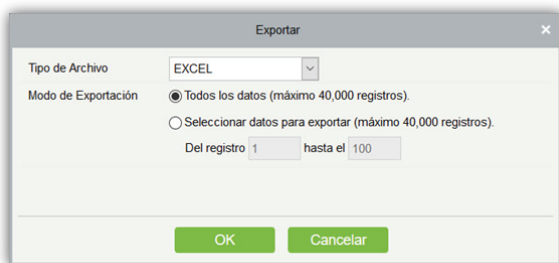 Exportar
Tipo de Archivo EXCEL
Modo de Exportación Todos los datos (máximo 40,000 registros).
Seleccionar datos para exportar (máximo 40,000 registros).
Del registro 1 hasta el 100
OK Cancelar